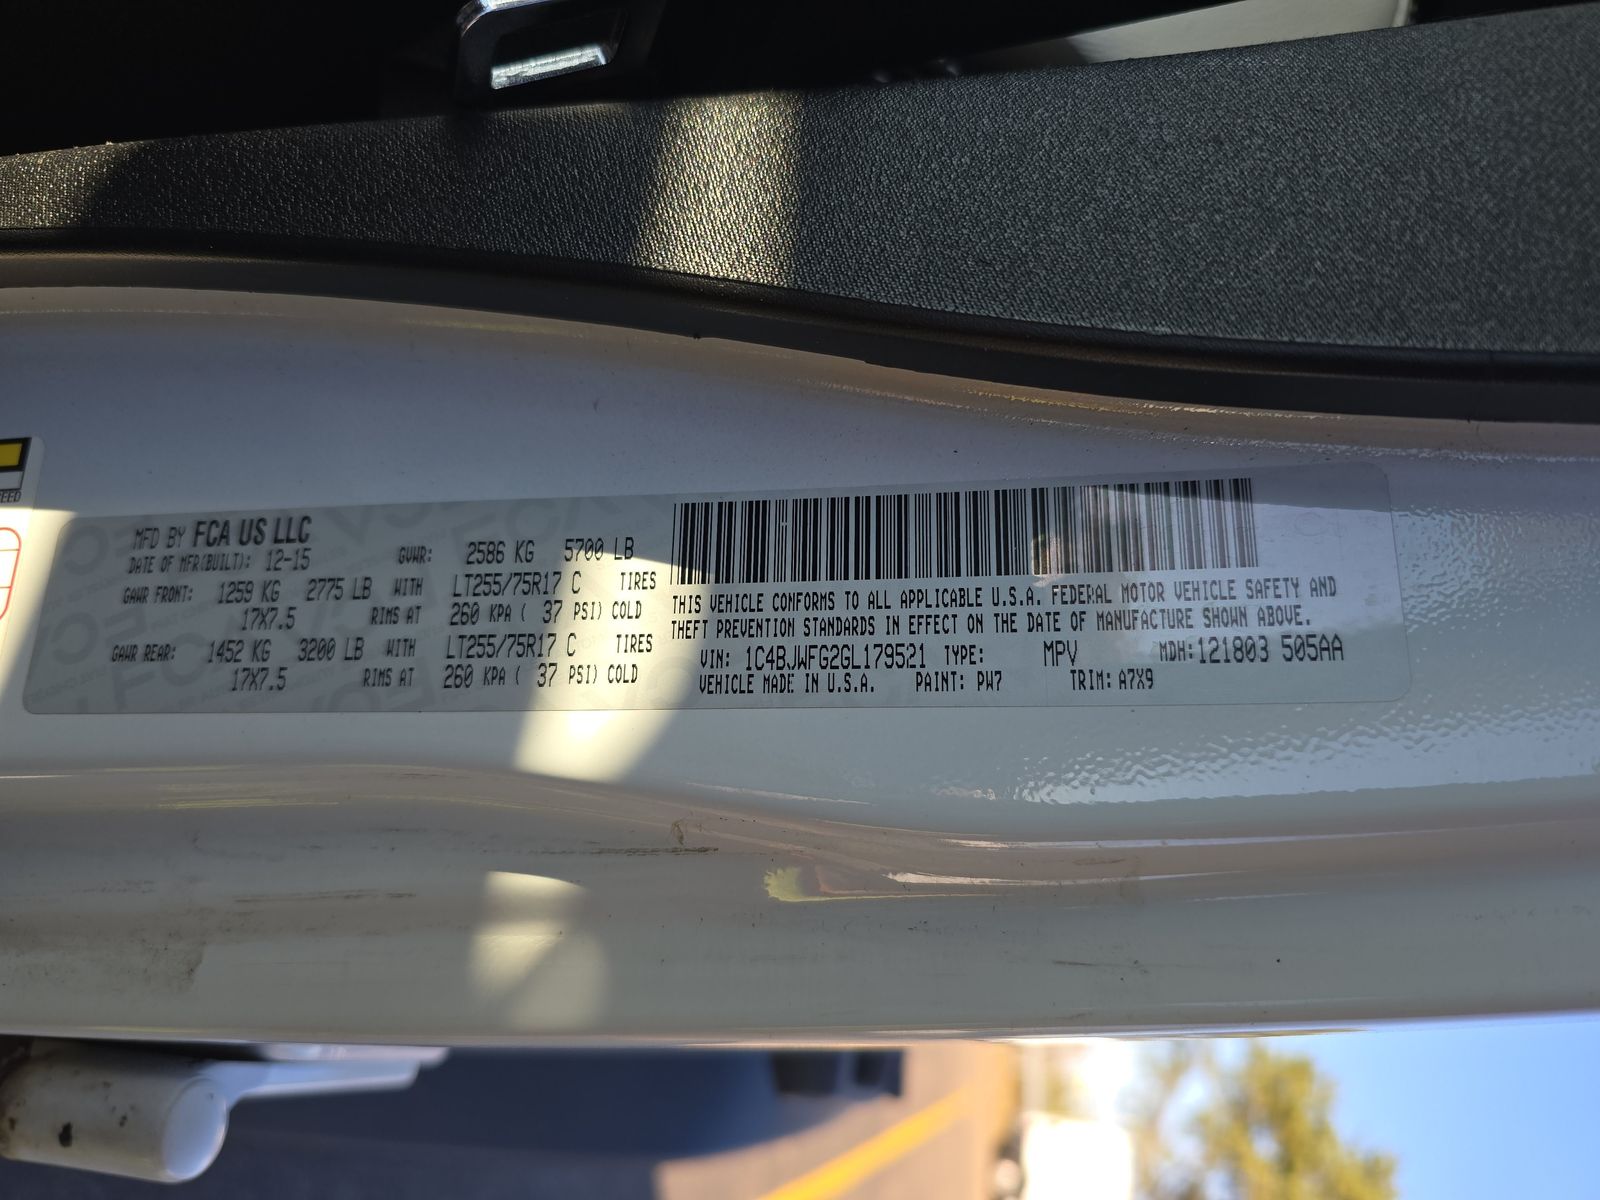 MFD BY FCA US LLC
DATE OF MFR(BUILT): 12-15 GVWR: 2586 KG 5700 LB
GAWR FRONT: 1259 KG 2775 LB WITH LT255/75R17 C TIRES
17X7.5 RIMS AT 260 KPA ( 37 PSI) COLD
GAWR REAR: 1452 KG 3200 LB WITH LT255/75R17 C TIRES
17X7.5 RIMS AT 260 KPA ( 37 PSI) COLD
THIS VEHICLE CONFORMS TO ALL APPLICABLE U.S.A. FEDERAL MOTOR VEHICLE SAFETY AND
THEFT PREVENTION STANDARDS IN EFFECT ON THE DATE OF MANUFACTURE SHOWN ABOVE.
VIN: 1C4BJWFG2GL179521 TYPE: MPV MDH:121803 505AA
VEHICLE MADE IN U.S.A. PAINT: PW7 TRIM: A7X9